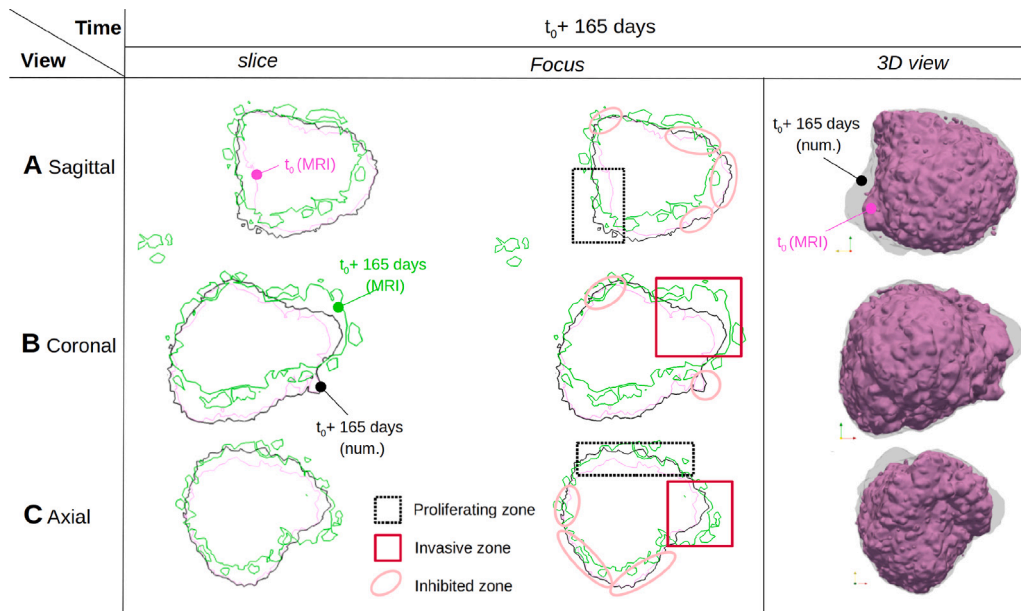 Time
t₀+ 165 days
View
slice
Focus
3D view
A Sagittal
t₀ (MRI)
t₀+ 165 days
(num.)
t₀ (MRI)
t₀+ 165 days
(MRI)
B Coronal
t₀+ 165 days
(num.)
C Axial
Proliferating zone
Invasive zone
Inhibited zone